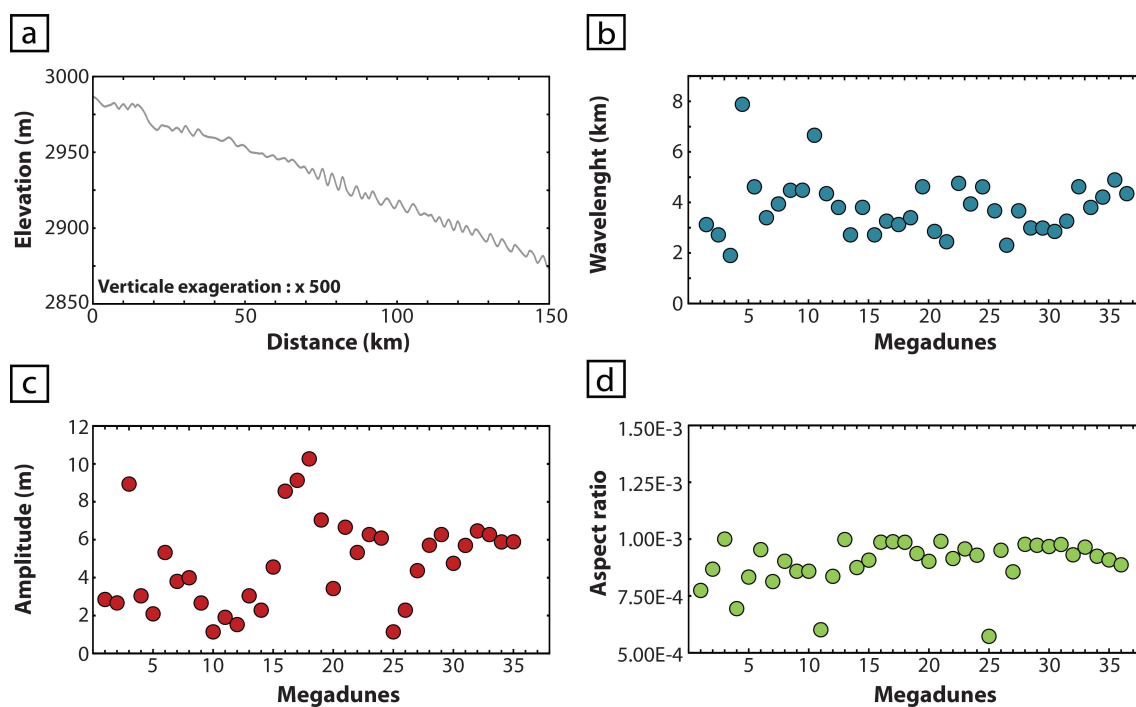 a
3000
2950
2900
2850
Elevation (m)
Verticale exageration : x 500
0
50
100
150
Distance (km)
b
8
6
4
2
0
Wavelenght (km)
5
10
15
20
25
30
35
Megadunes
c
12
10
8
6
4
2
0
Amplitude (m)
5
10
15
20
25
30
35
Megadunes
d
1.50E-3
1.25E-3
1.00E-3
7.50E-4
5.00E-4
Aspect ratio
5
10
15
20
25
30
35
Megadunes